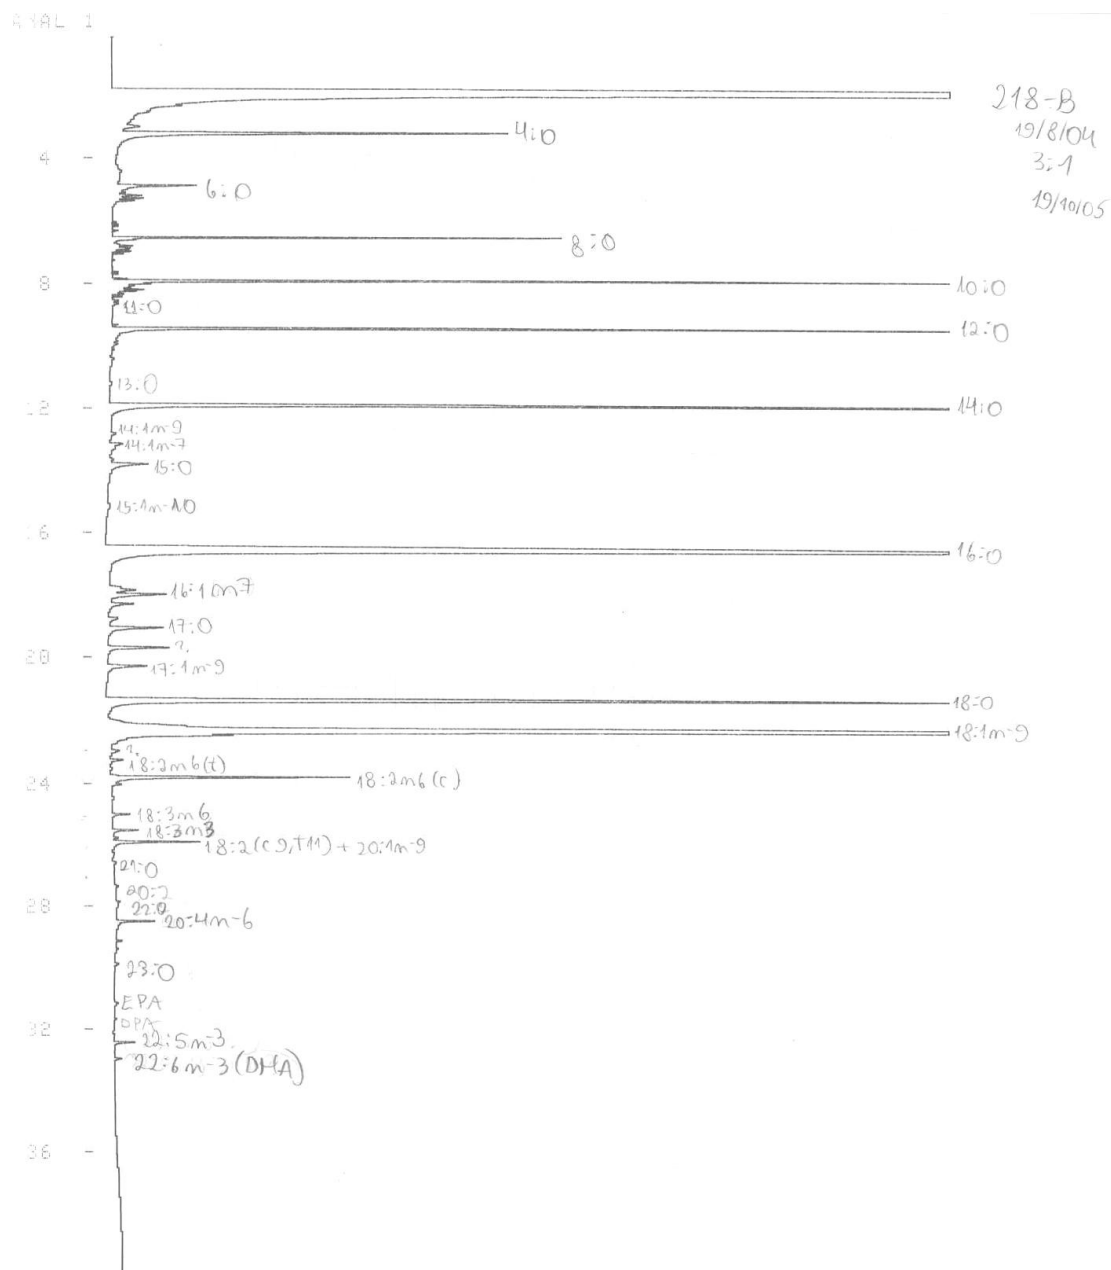 ANAL 1
218-B
19/8/04
4:0
3:1
4
6:0
19/10/05
8:0
8
10:0
11:0
12:0
13:0
12
14:0
14:1n-9
14:1n-7
15:0
15:1n-10
16
16:0
16:1n7
17:0
?
20
17:1n-9
18:0
18:1n-9
?
18:2n6(t)
24
18:2n6(c)
18:3n6
18:3n3
18:2(c9,t11)+20:1n-9
21:0
20:2
28
22:0
20:4n-6
23:0
EPA
32
DPA
22:5n-3
22:6n-3(DHA)
36